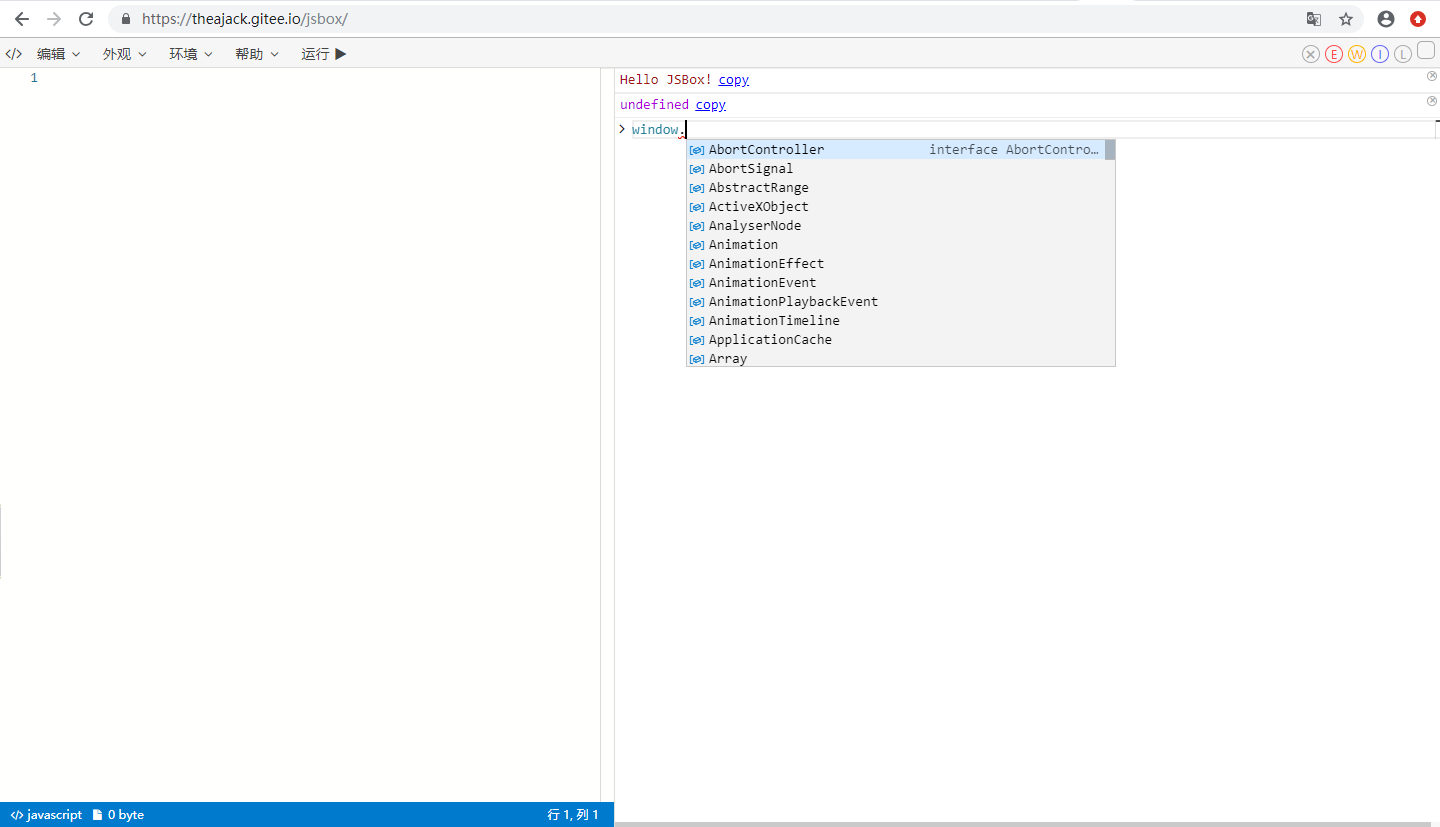 https://theajack.gitee.io/jsbox/
</> 编辑 外观 环境 帮助 运行 E W I L
1
Hello JSBox! copy
undefined copy
> window.
AbortController interface AbortContro…
AbortSignal
AbstractRange
ActiveXObject
AnalyserNode
Animation
AnimationEffect
AnimationEvent
AnimationPlaybackEvent
AnimationTimeline
ApplicationCache
Array
</> javascript 0 byte 行 1, 列 1